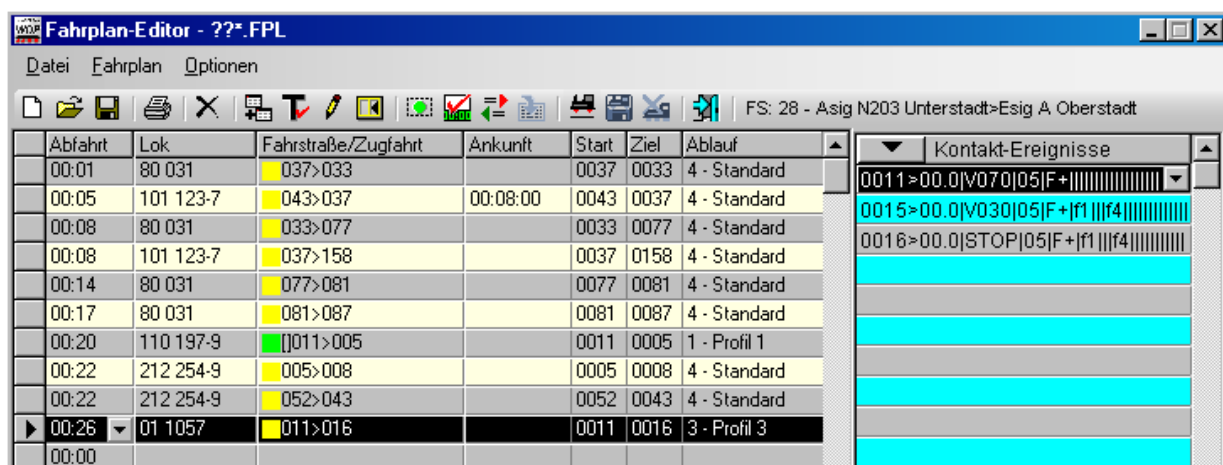 WDP Fahrplan-Editor - ??*.FPL
Datei Fahrplan Optionen
FS: 28 - Asig N203 Unterstadt>Esig A Oberstadt
Abfahrt Lok Fahrstraße/Zugfahrt Ankunft Start Ziel Ablauf Kontakt-Ereignisse
00:01 80 031 037>033 0037 0033 4 - Standard 0011>00.0|V070|05|F+||||||||||||||||||
00:05 101 123-7 043>037 00:08:00 0043 0037 4 - Standard 0015>00.0|V030|05|F+|f1|||f4||||||||||||
00:08 80 031 033>077 0033 0077 4 - Standard 0016>00.0|STOP|05|F+|f1|||f4|||||||||||
00:08 101 123-7 037>158 0037 0158 4 - Standard
00:14 80 031 077>081 0077 0081 4 - Standard
00:17 80 031 081>087 0081 0087 4 - Standard
00:20 110 197-9 []011>005 0011 0005 1 - Profil 1
00:22 212 254-9 005>008 0005 0008 4 - Standard
00:22 212 254-9 052>043 0052 0043 4 - Standard
00:26 01 1057 011>016 0011 0016 3 - Profil 3
00:00